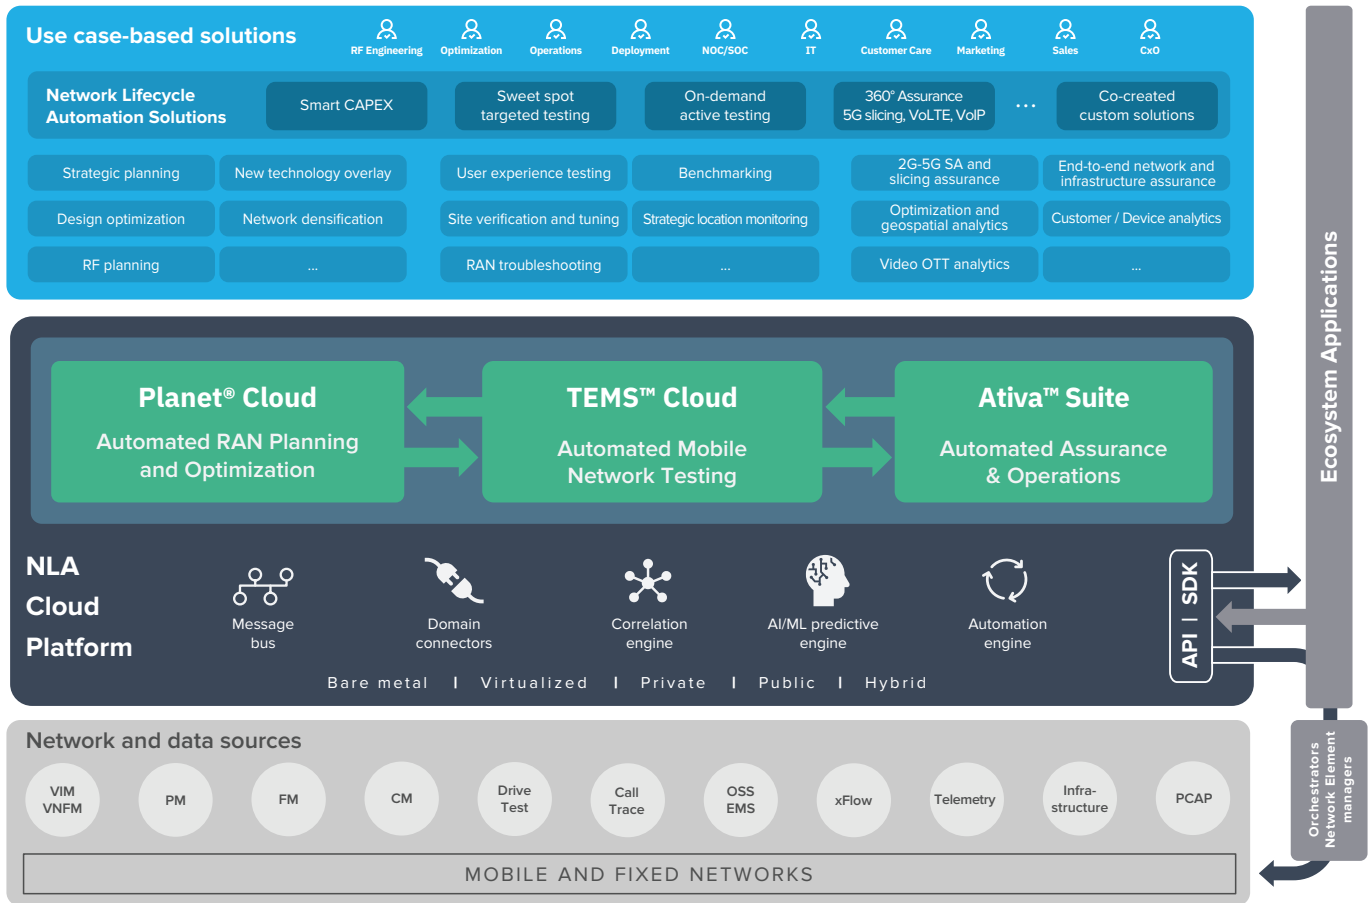 Use case-based solutions
RF Engineering
Optimization
Operations
Deployment
NOC/SOC
IT
Customer Care
Marketing
Sales
CxO
Network Lifecycle
Automation Solutions
Smart CAPEX
Sweet spot
targeted testing
On-demand
active testing
360° Assurance
5G slicing, VoLTE, VoIP
...
Co-created
custom solutions
Strategic planning
New technology overlay
User experience testing
Benchmarking
2G-5G SA and
slicing assurance
End-to-end network and
infrastructure assurance
Design optimization
Network densification
Site verification and tuning
Strategic location monitoring
Optimization and
geospatial analytics
Customer / Device analytics
RF planning
...
RAN troubleshooting
...
Video OTT analytics
...
Planet® Cloud
Automated RAN Planning
and Optimization
TEMS™ Cloud
Automated Mobile
Network Testing
Ativa™ Suite
Automated Assurance
& Operations
NLA
Cloud
Platform
Message
bus
Domain
connectors
Correlation
engine
AI/ML predictive
engine
Automation
engine
Bare metal | Virtualized | Private | Public | Hybrid
API | SDK
Ecosystem Applications
Network and data sources
VIM
VNFM
PM
FM
CM
Drive
Test
Call
Trace
OSS
EMS
xFlow
Telemetry
Infra-
structure
PCAP
MOBILE AND FIXED NETWORKS
Orchestrators
Network Element
managers